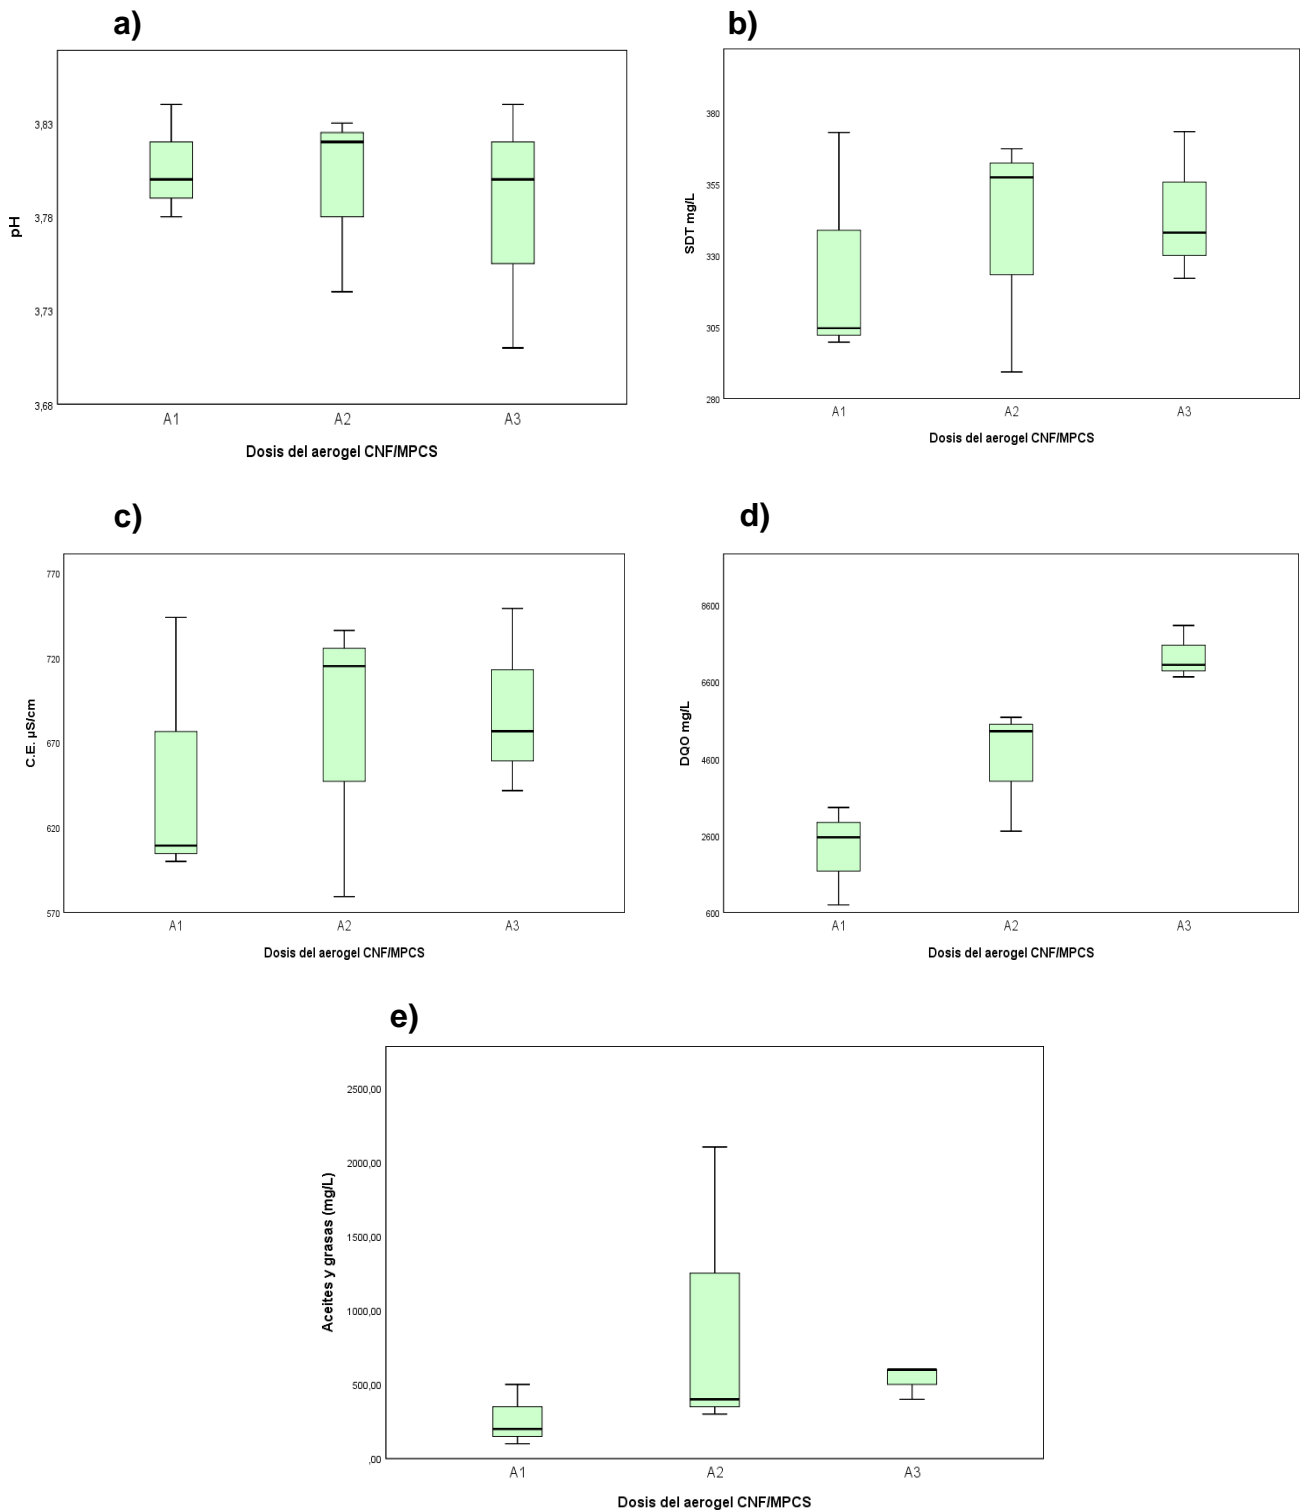 a)
pH
3,83
3,78
3,73
3,68
A1 A2 A3
Dosis del aerogel CNF/MPCS
b)
SDT mg/L
380
355
330
305
280
A1 A2 A3
Dosis del aerogel CNF/MPCS
c)
C.E. µS/cm
770
720
670
620
570
A1 A2 A3
Dosis del aerogel CNF/MPCS
d)
DQO mg/L
8600
6600
4600
2600
600
A1 A2 A3
Dosis del aerogel CNF/MPCS
e)
Aceites y grasas (mg/L)
2500,00
2000,00
1500,00
1000,00
500,00
,00
A1 A2 A3
Dosis del aerogel CNF/MPCS